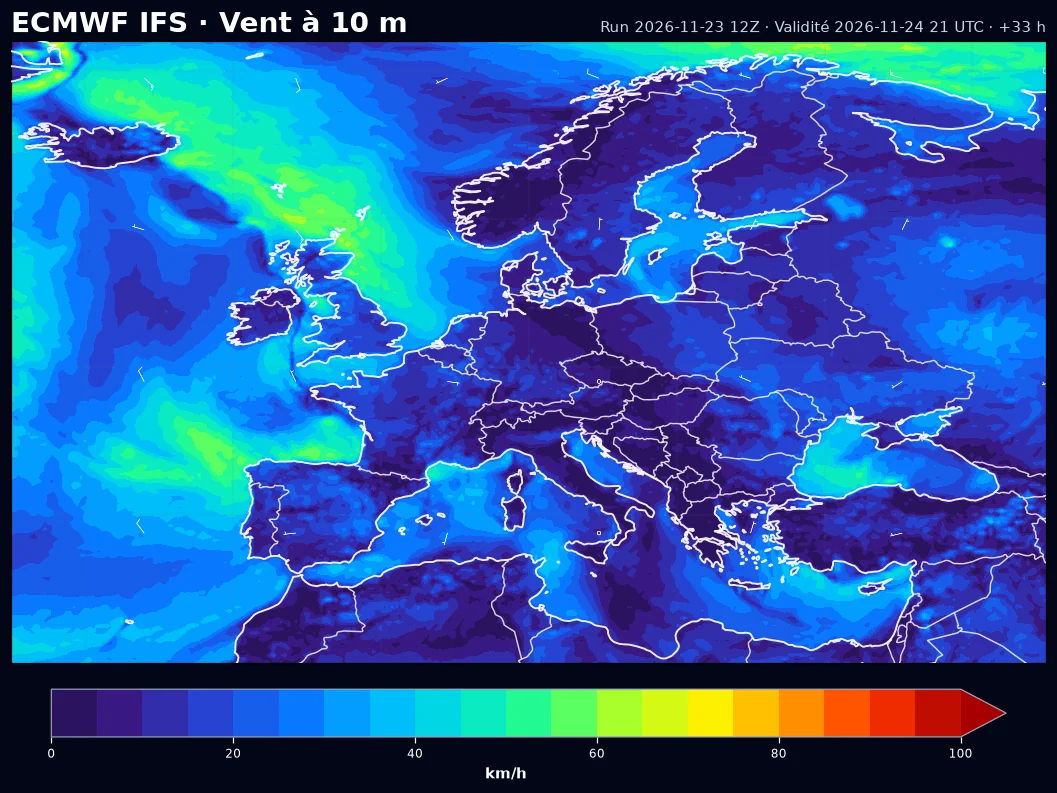 ECMWF IFS · Vent à 10 m
Run 2026-11-23 12Z · Validité 2026-11-24 21 UTC · +33 h
0 20 40 60 80 100
km/h